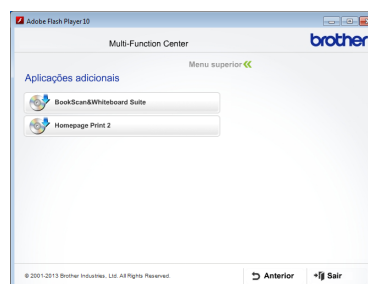 Adobe Flash Player 10
Multi-Function Center
brother
Menu superior
Aplicações adicionais
BookScan&Whiteboard Suite
Homepage Print 2
© 2001-2013 Brother Industries, Ltd. All Rights Reserved.
Anterior
Sair